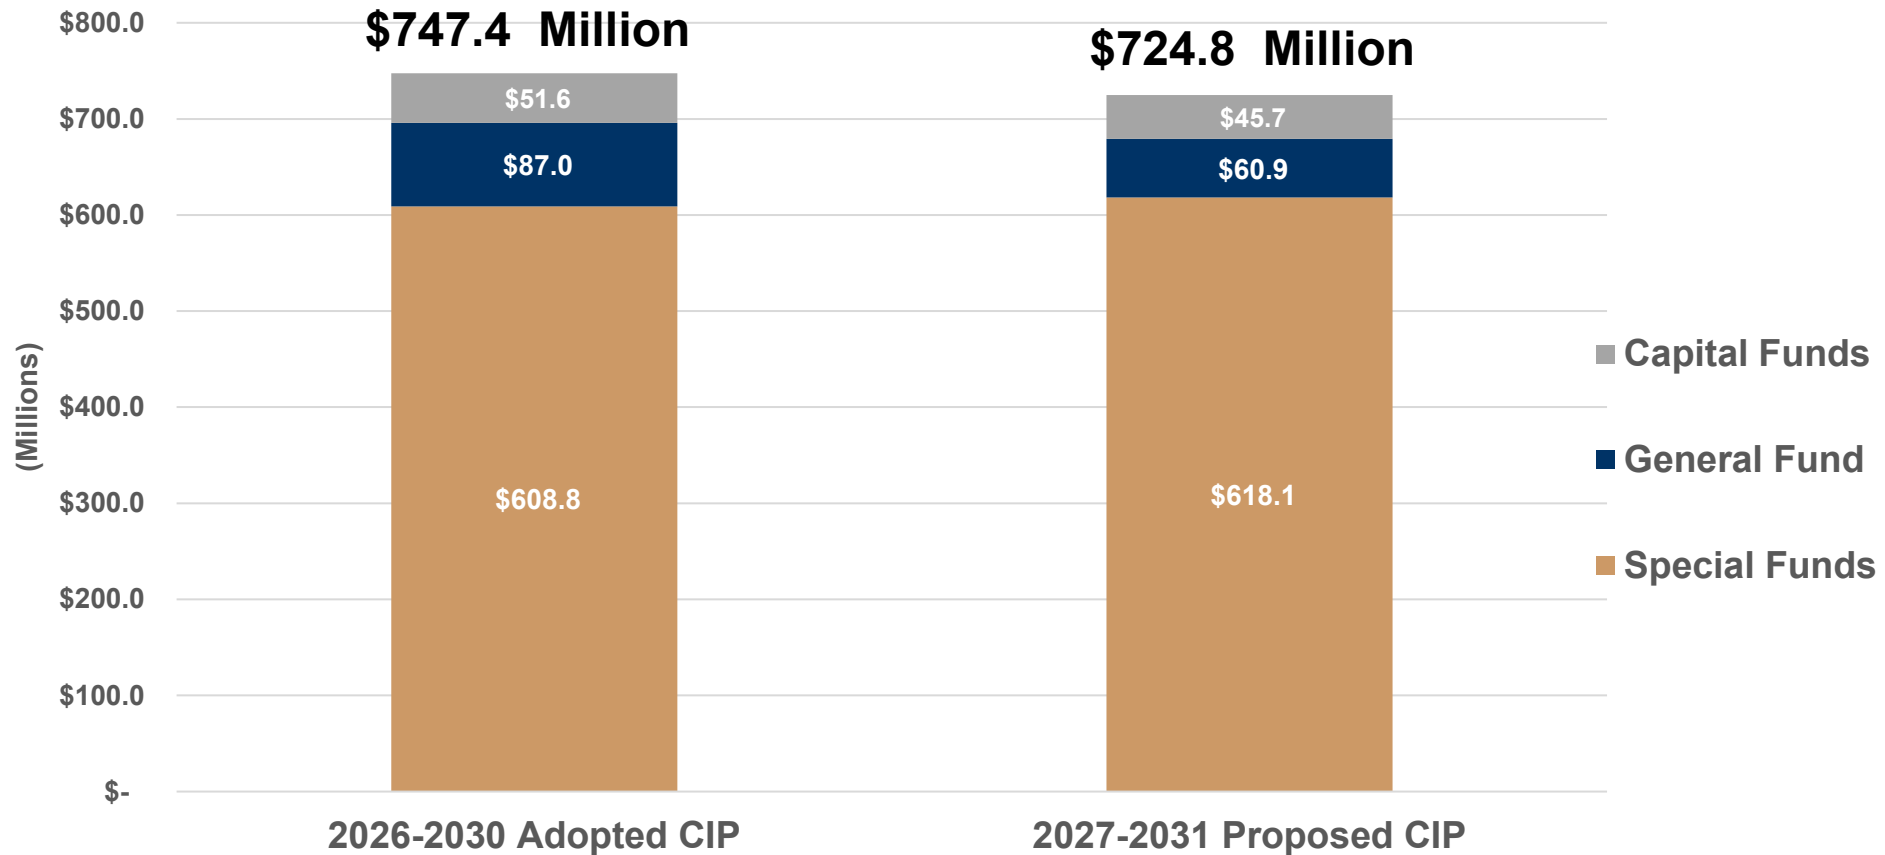 $800.0
$700.0
$600.0
$500.0
$400.0
$300.0
$200.0
$100.0
$-
(Millions)
$747.4 Million
$51.6
$87.0
$608.8
2026-2030 Adopted CIP
$724.8 Million
$45.7
$60.9
$618.1
2027-2031 Proposed CIP
Capital Funds
General Fund
Special Funds